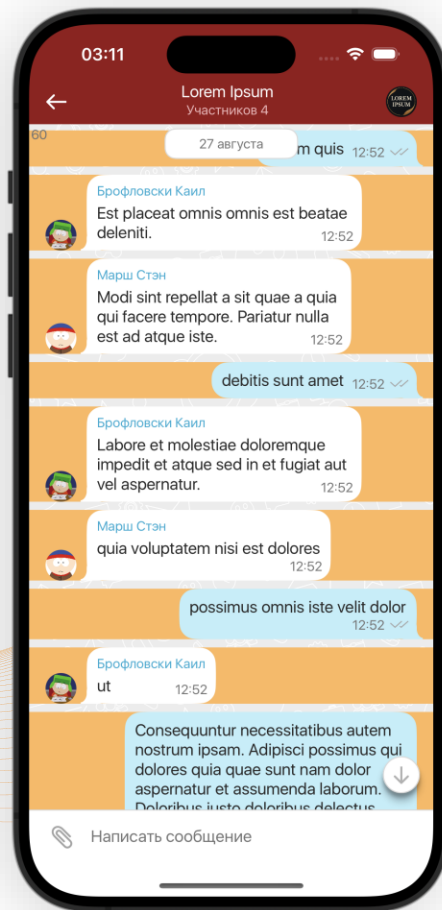 03:11
Lorem Ipsum
Участников 4
LOREM
IPSUM
60
27 августа
m quis 12:52
Брофловски Каил
Est placeat omnis omnis est beatae
deleniti.
12:52
Марш Стэн
Modi sint repellat a sit quae a quia
qui facere tempore. Pariatur nulla
est ad atque iste.
12:52
debitis sunt amet 12:52
Брофловски Каил
Labore et molestiae doloremque
impedit et atque sed in et fugiat aut
vel aspernatur.
12:52
Марш Стэн
quia voluptatem nisi est dolores
12:52
possimus omnis iste velit dolor
12:52
Брофловски Каил
ut 12:52
Consequuntur necessitatibus autem
nostrum ipsam. Adipisci possimus qui
dolores quia quae sunt nam dolor
aspernatur et assumenda laborum.
Doloribus iusto doloribus delectus
Написать сообщение